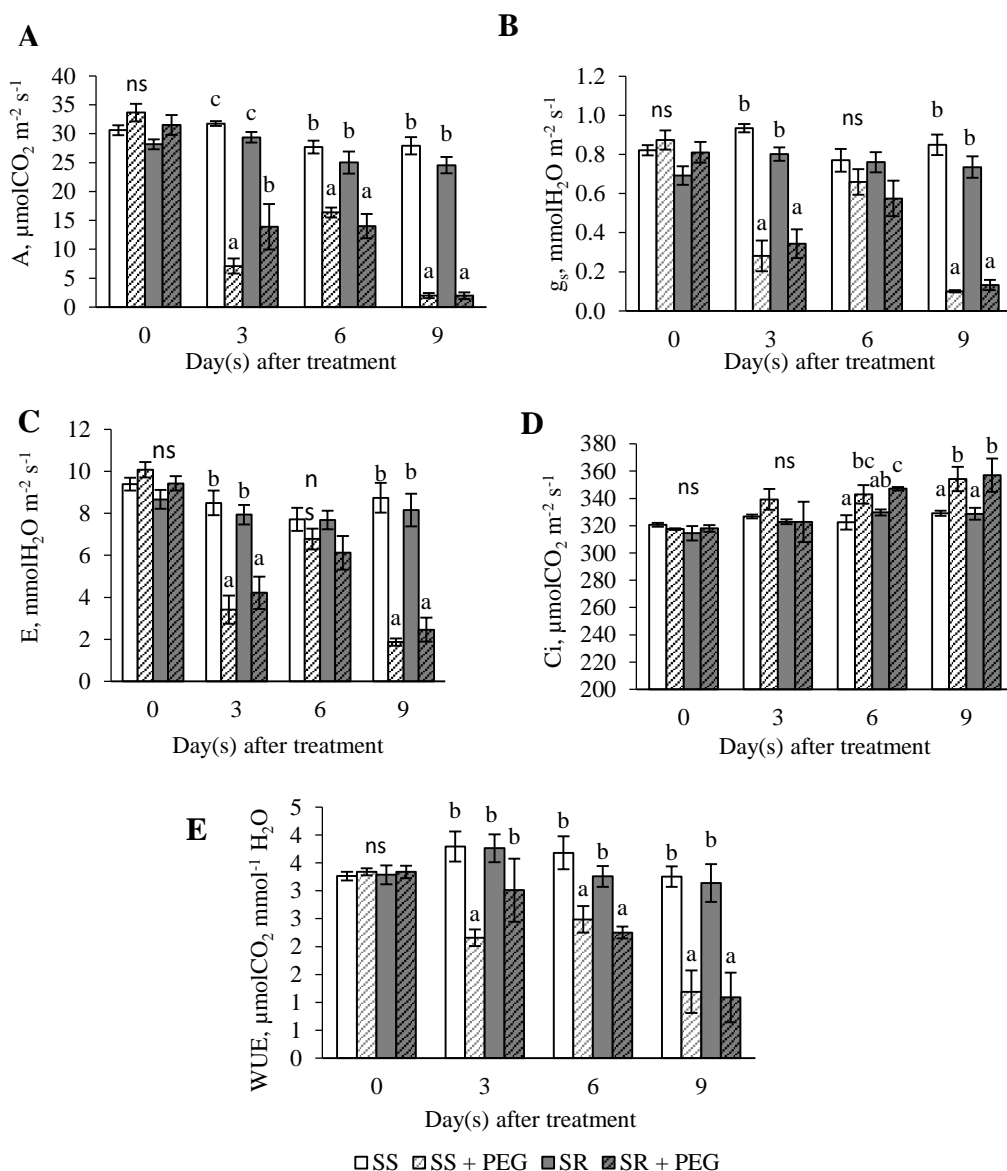 A
B
A, µmolCO₂ m⁻² s⁻¹
40
35
30
25
20
15
10
5
0
ns
c
c
b
b
b
b
b
a
a
a
a
a
0 3 6 9
Day(s) after treatment
gₛ, mmolH₂O m⁻² s⁻¹
1.2
1.0
0.8
0.6
0.4
0.2
0.0
ns
b
b
ns
b
b
a
a
a
a
0 3 6 9
Day(s) after treatment
C
D
E, mmolH₂O m⁻² s⁻¹
12
10
8
6
4
2
0
ns
b
b
n
s
b
b
a
a
a
a
0 3 6 9
Day(s) after treatment
Ci, µmolCO₂ m⁻² s⁻¹
380
360
340
320
300
280
260
240
220
200
ns
ns
a
bc
ab
c
a
b
a
b
0 3 6 9
Day(s) after treatment
E
WUE, µmolCO₂ mmol⁻¹ H₂O
5
4
4
3
3
2
2
1
1
0
ns
b
a
b
b
b
a
b
a
b
a
b
a
0 3 6 9
Day(s) after treatment
SS SS + PEG SR SR + PEG